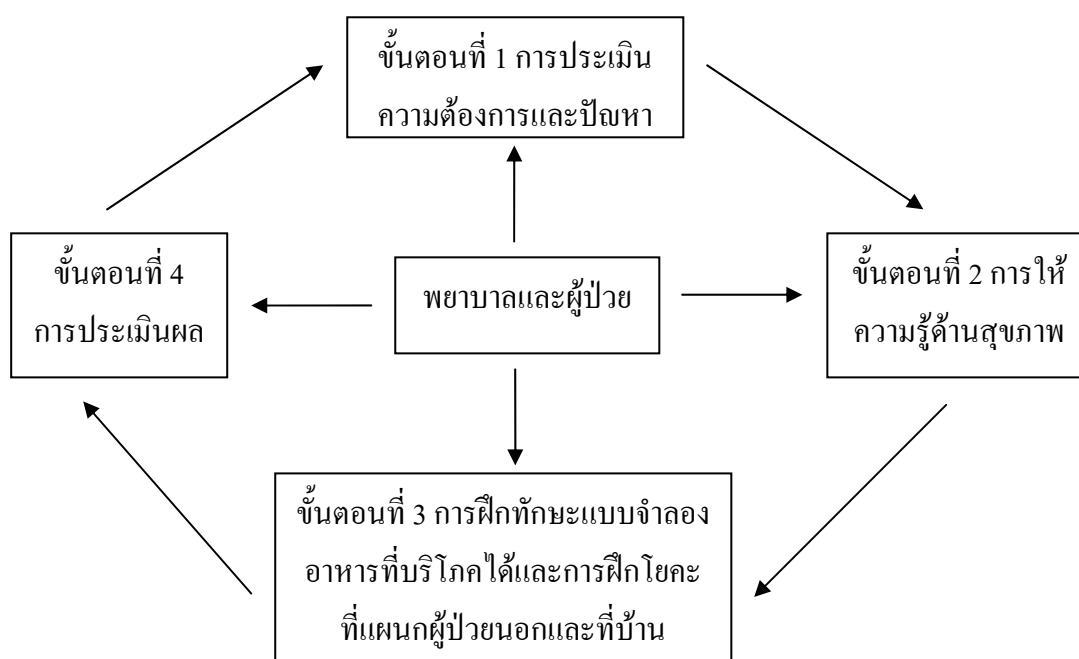 ขั้นตอนที่ 1 การประเมิน
ความต้องการและปัญหา
ขั้นตอนที่ 4
การประเมินผล
พยาบาลและผู้ป่วย
ขั้นตอนที่ 2 การให้
ความรู้ด้านสุขภาพ
ขั้นตอนที่ 3 การฝึกทักษะแบบจำลอง
อาหารที่บริโภคได้และการฝึกโยคะ
ที่แผนกผู้ป่วยนอกและที่บ้าน